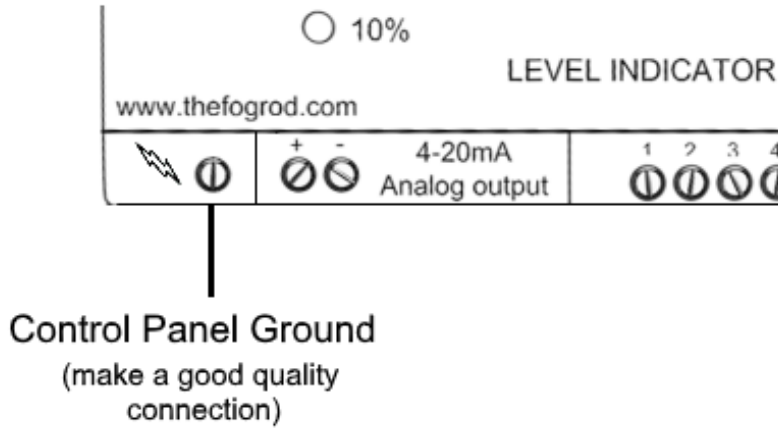 10%
LEVEL INDICATOR
www.thefogrod.com
+ -
4-20mA
Analog output
1 2 3 4
Control Panel Ground
(make a good quality
connection)